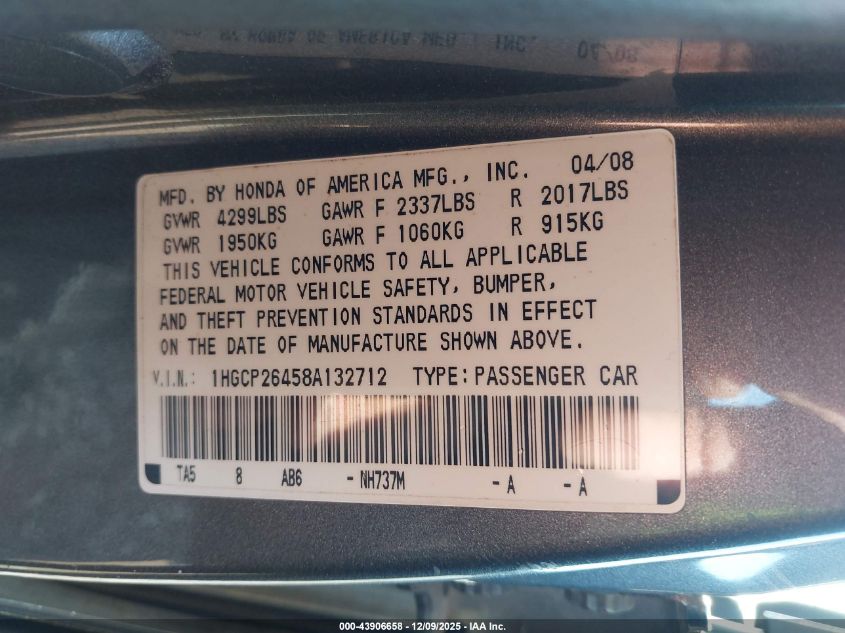 MFD. BY HONDA OF AMERICA MFG., INC. 04/08
GVWR 4299LBS GAWR F 2337LBS R 2017LBS
GVWR 1950KG GAWR F 1060KG R 915KG
THIS VEHICLE CONFORMS TO ALL APPLICABLE
FEDERAL MOTOR VEHICLE SAFETY, BUMPER,
AND THEFT PREVENTION STANDARDS IN EFFECT
ON THE DATE OF MANUFACTURE SHOWN ABOVE.
V.I.N.: 1HGCP26458A132712 TYPE: PASSENGER CAR
TA5 8 AB6 - NH737M - A - A
000-43906658 - 12/09/2025 - IAA Inc.